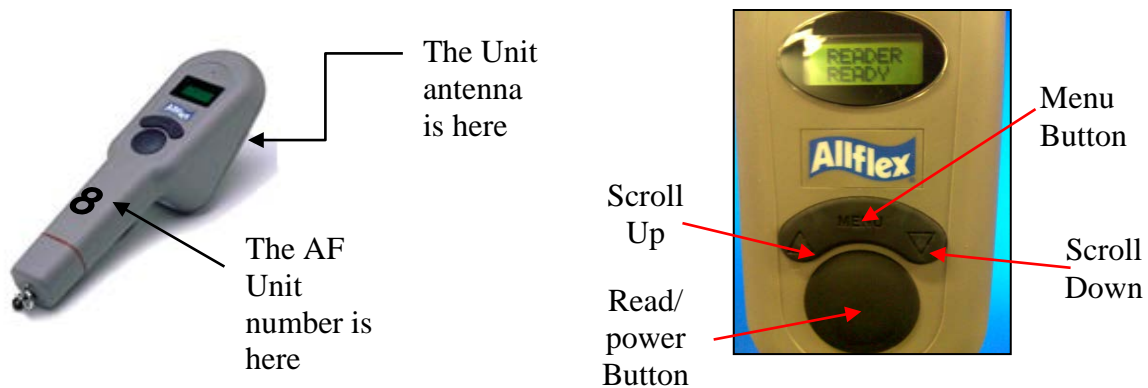 The Unit
antenna
is here
Allflex
8
The AF
Unit
number is
here
READER
READY
Allflex
MENU
Menu
Button
Scroll
Up
Scroll
Down
Read/
power
Button